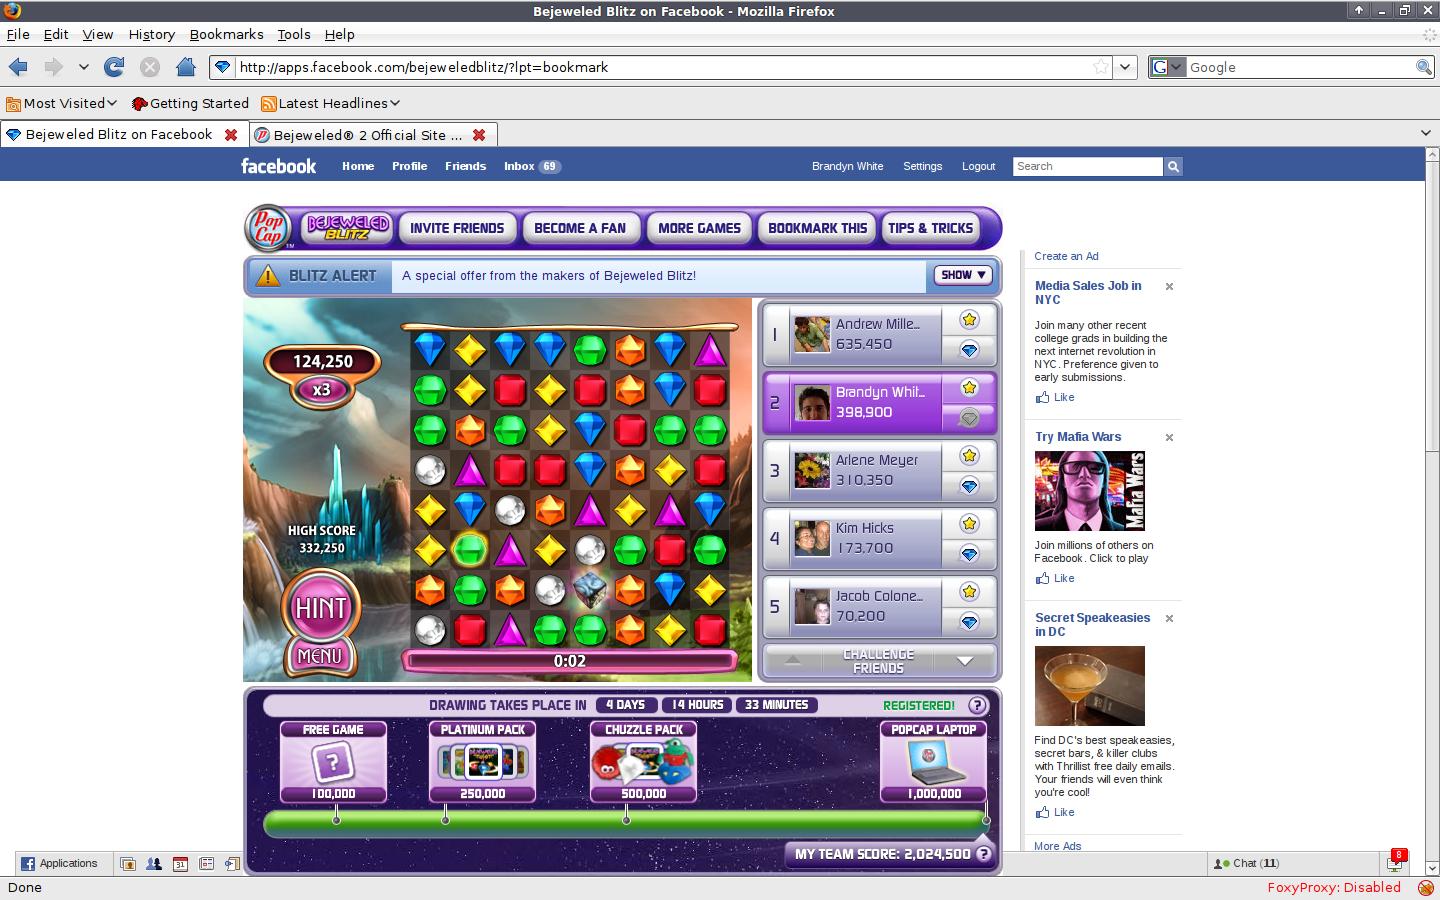 Bejeweled Blitz on Facebook - Mozilla Firefox
File Edit View History Bookmarks Tools Help
http://apps.facebook.com/bejeweledblitz/?lpt=bookmark
G Google
Most Visited Getting Started Latest Headlines
Bejeweled Blitz on Facebook Bejeweled® 2 Official Site ...
facebook Home Profile Friends Inbox 69 Brandyn White Settings Logout Search
Pop Cap ™ BEJEWELED BLITZ INVITE FRIENDS BECOME A FAN MORE GAMES BOOKMARK THIS TIPS & TRICKS
BLITZ ALERT A special offer from the makers of Bejeweled Blitz! SHOW
124,250
x3
HIGH SCORE
332,250
HINT
MENU
0:02
1 Andrew Mille...
635,450
2 Brandyn Whit...
398,900
3 Arlene Meyer
310,350
4 Kim Hicks
173,700
5 Jacob Colone...
70,200
CHALLENGE
FRIENDS
DRAWING TAKES PLACE IN 4 DAYS 14 HOURS 33 MINUTES REGISTERED! ?
FREE GAME PLATINUM PACK CHUZZLE PACK POPCAP LAPTOP
?
100,000 250,000 500,000 1,000,000
MY TEAM SCORE: 2,024,500 ?
Create an Ad
Media Sales Job in
NYC
Join many other recent
college grads in building the
next internet revolution in
NYC. Preference given to
early submissions.
Like
Try Mafia Wars
Mafia Wars
Join millions of others on
Facebook. Click to play
Like
Secret Speakeasies
in DC
Find DC's best speakeasies,
secret bars, & killer clubs
with Thrillist free daily emails.
Your friends will even think
you're cool!
Like
More Ads
Applications 31 Chat (11) 8
Done FoxyProxy: Disabled